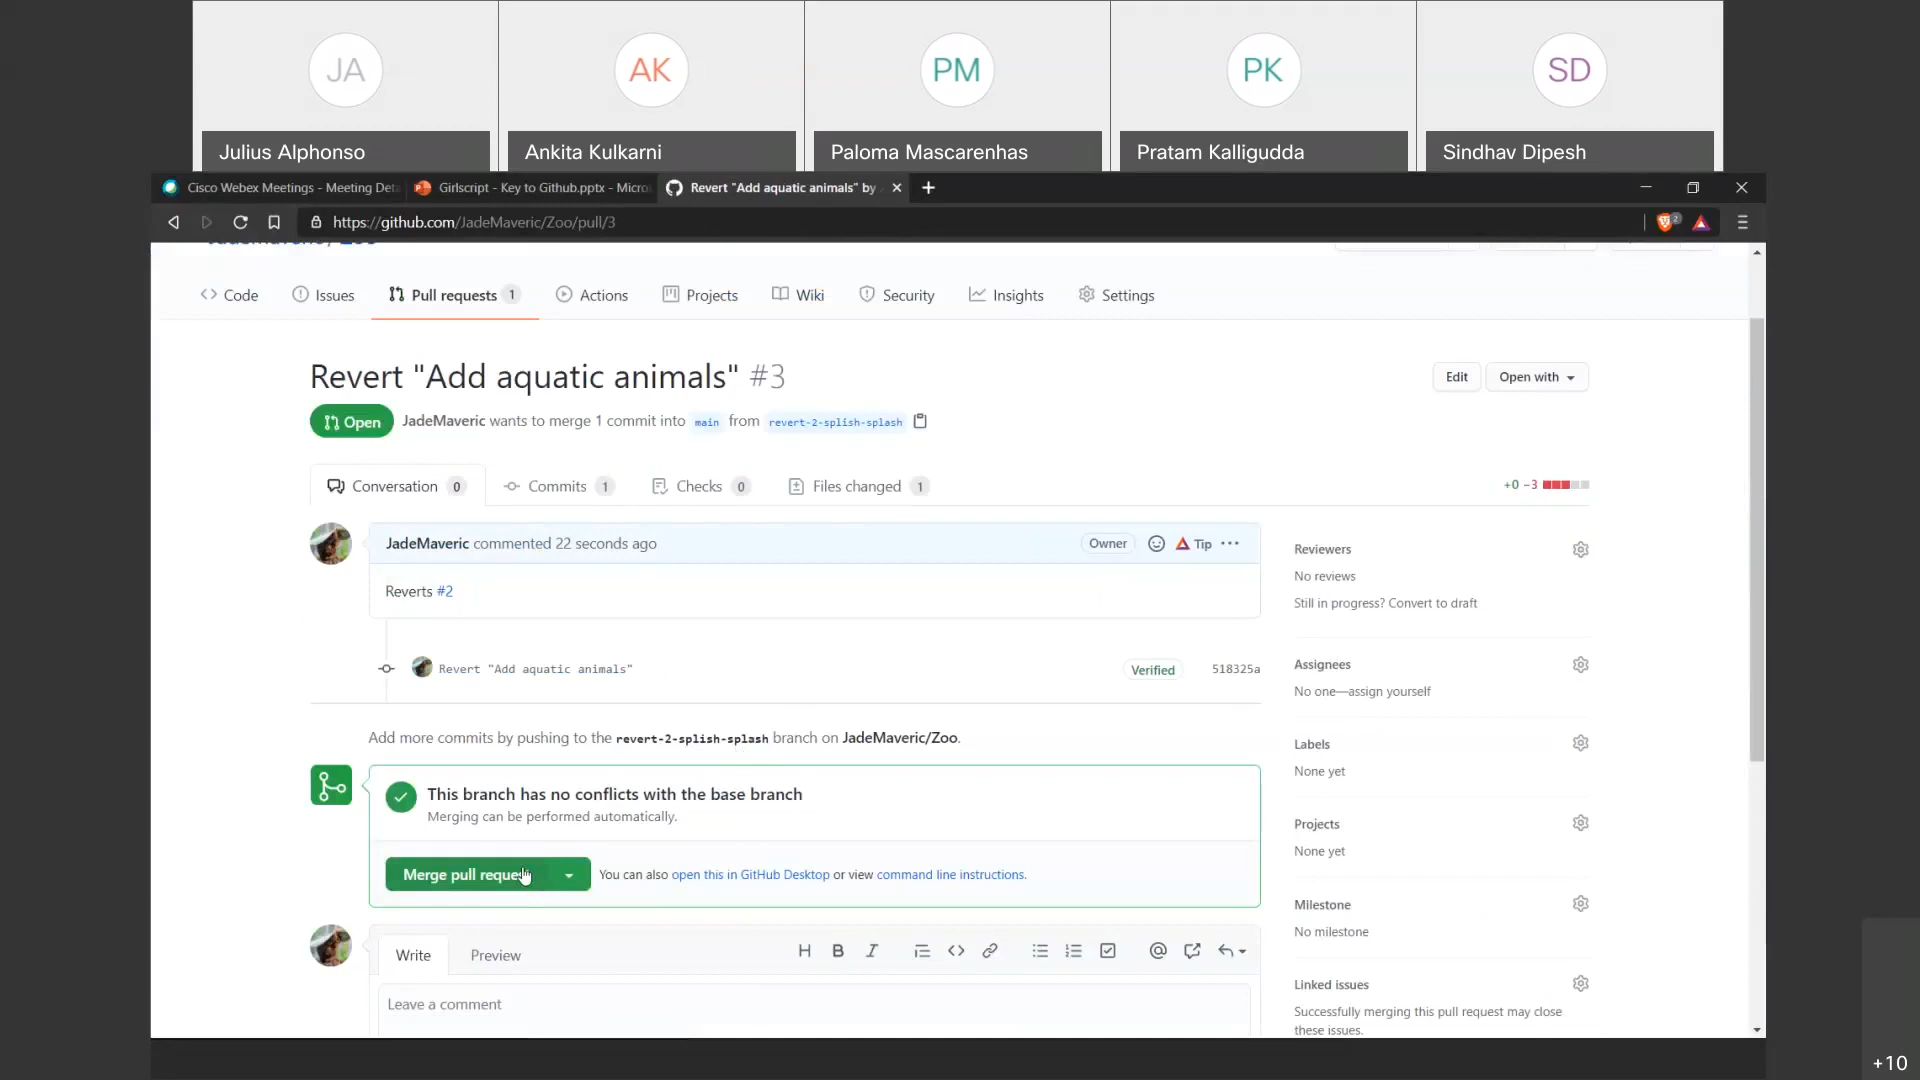 JA
AK
PM
PK
SD
Julius Alphonso
Ankita Kulkarni
Paloma Mascarenhas
Pratam Kalligudda
Sindhav Dipesh
Cisco Webex Meetings - Meeting Deta
Girlscript - Key to Github.pptx - Micro
Revert "Add aquatic animals" by
https://github.com/JadeMaveric/Zoo/pull/3
2
Code
Issues
Pull requests 1
Actions
Projects
Wiki
Security
Insights
Settings
Revert "Add aquatic animals" #3
Edit
Open with
Open
JadeMaveric wants to merge 1 commit into main from revert-2-splish-splash
Conversation 0
Commits 1
Checks 0
Files changed 1
+0 −3
JadeMaveric commented 22 seconds ago
Owner
Tip
Reverts #2
Revert "Add aquatic animals"
Verified
518325a
Add more commits by pushing to the revert-2-splish-splash branch on JadeMaveric/Zoo.
This branch has no conflicts with the base branch
Merging can be performed automatically.
Merge pull reques
You can also open this in GitHub Desktop or view command line instructions.
Write
Preview
Leave a comment
Reviewers
No reviews
Still in progress? Convert to draft
Assignees
No one—assign yourself
Labels
None yet
Projects
None yet
Milestone
No milestone
Linked issues
Successfully merging this pull request may close
these issues.
+10